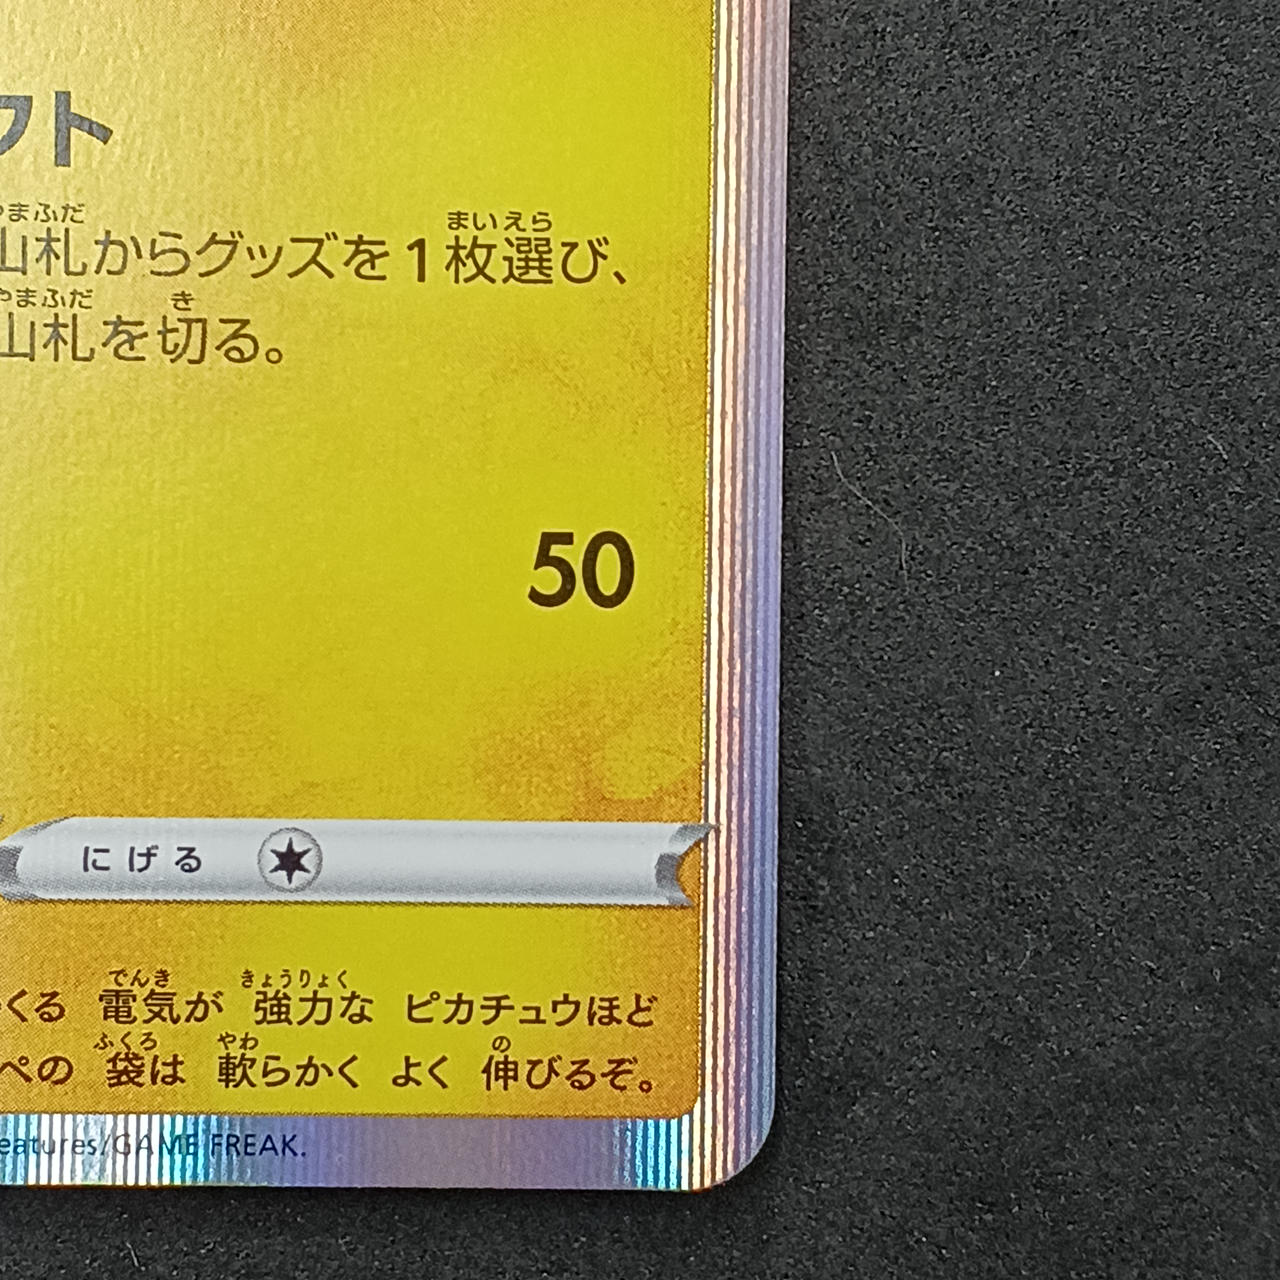 フト
まふだ
まいえら
山札からグッズを1枚選び、
やまふだ き
山札を切る。
50
にげる
でんき きょうりょく
くる 電気が 強力な ピカチュウほど
ふくろ やわ の
ぺの 袋は 軟らかく よく 伸びるぞ。
eatures/GAME FREAK.